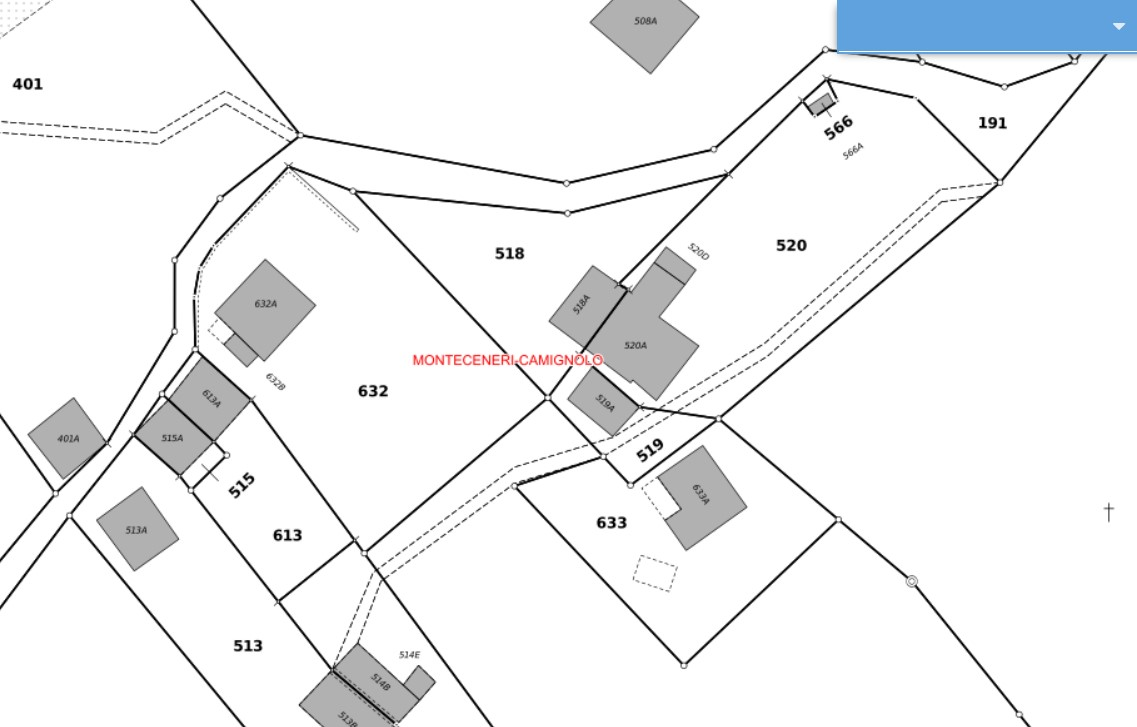 508A
401
191
566
566A
518
520D
520
632A
518A
520A
MONTECENERI-CAMIGNOLO
632B
632
613A
519A
401A
515A
519
515
633A
633
513A
613
513
514E
514B
513B